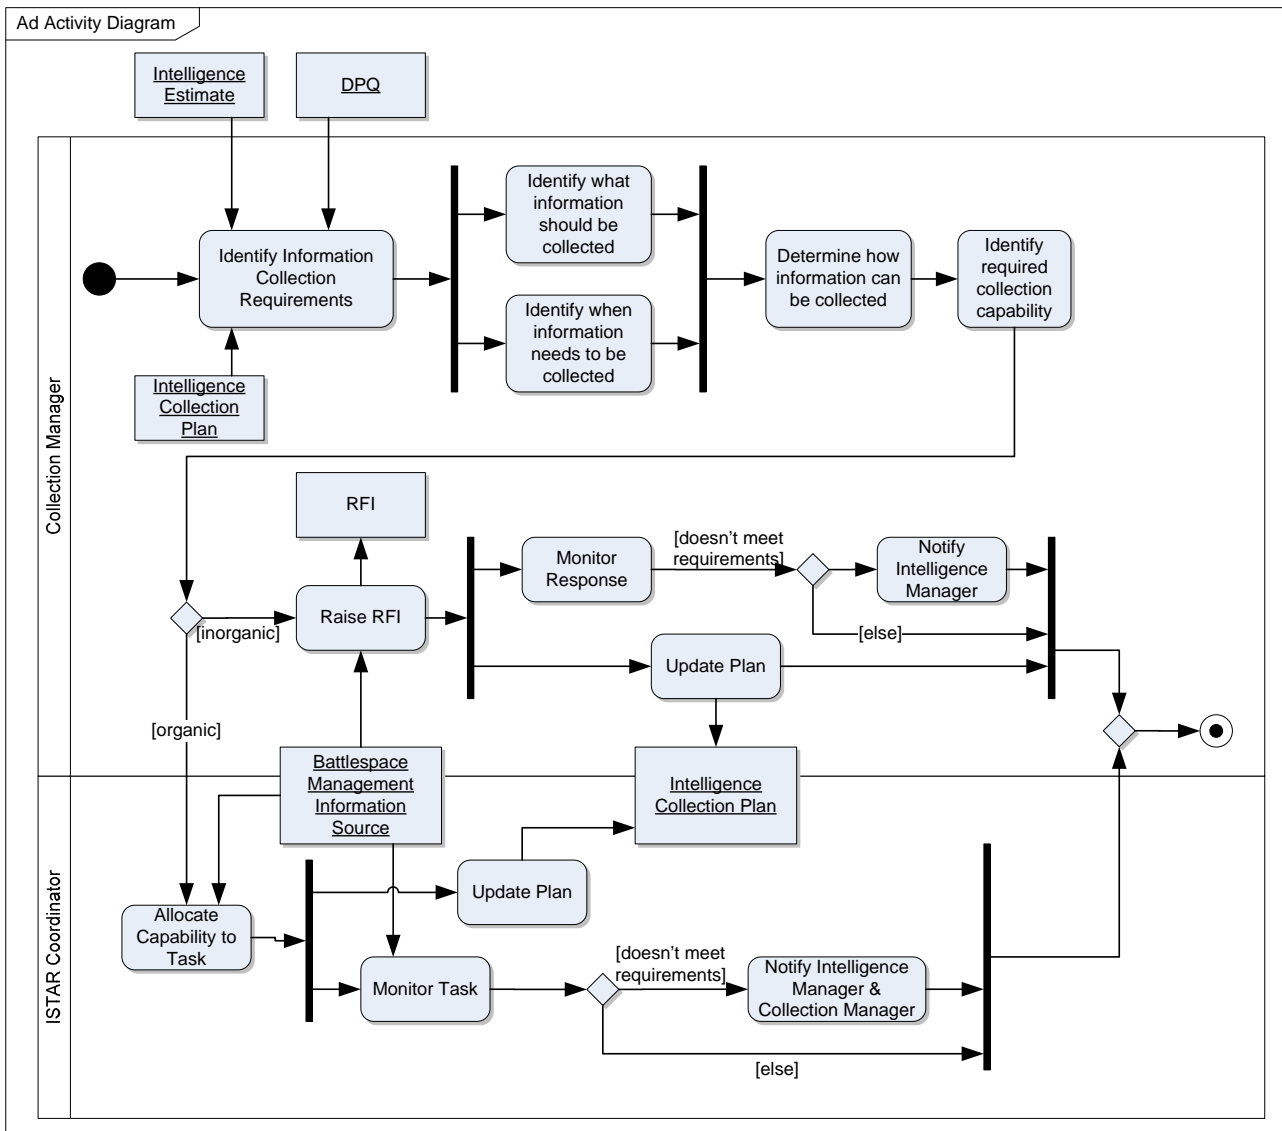 Ad Activity Diagram
Intelligence
Estimate
DPQ
Collection Manager
Identify Information
Collection
Requirements
Identify what
information
should be
collected
Identify when
information
needs to be
collected
Determine how
information can
be collected
Identify
required
collection
capability
Intelligence
Collection
Plan
RFI
[inorganic]
Raise RFI
Monitor
Response
[doesn't meet
requirements]
Notify
Intelligence
Manager
[else]
Update Plan
[organic]
Battlespace
Management
Information
Source
Intelligence
Collection Plan
ISTAR Coordinator
Allocate
Capability to
Task
Update Plan
Monitor Task
[doesn't meet
requirements]
Notify Intelligence
Manager &
Collection Manager
[else]